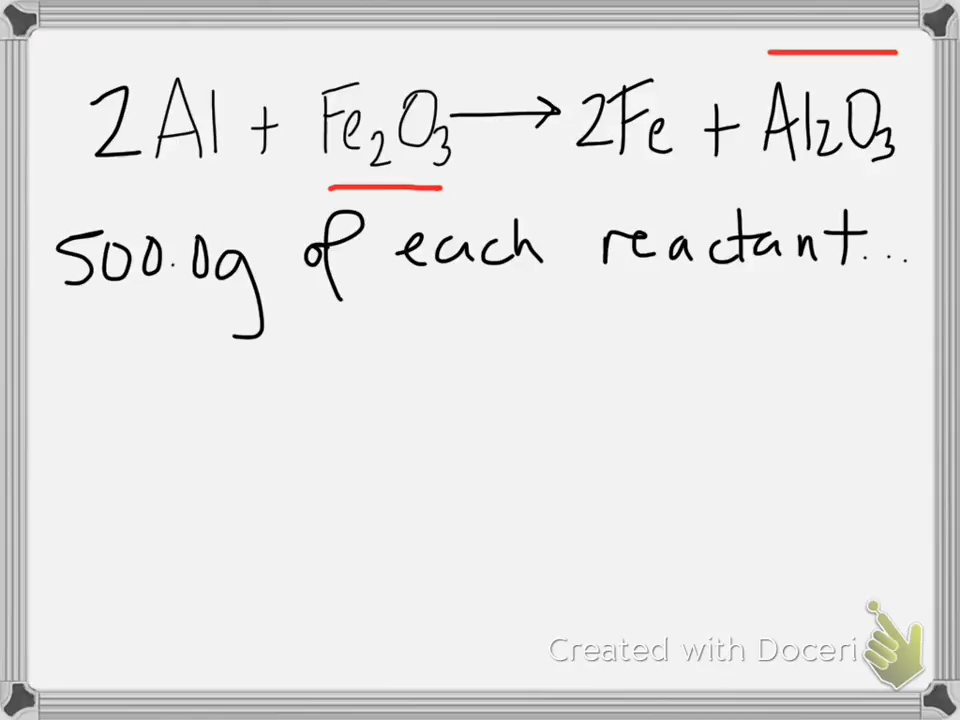 2Al + Fe₂O₃ → 2Fe + Al₂O₃
500.0g of each reactant...
Created with Doceri